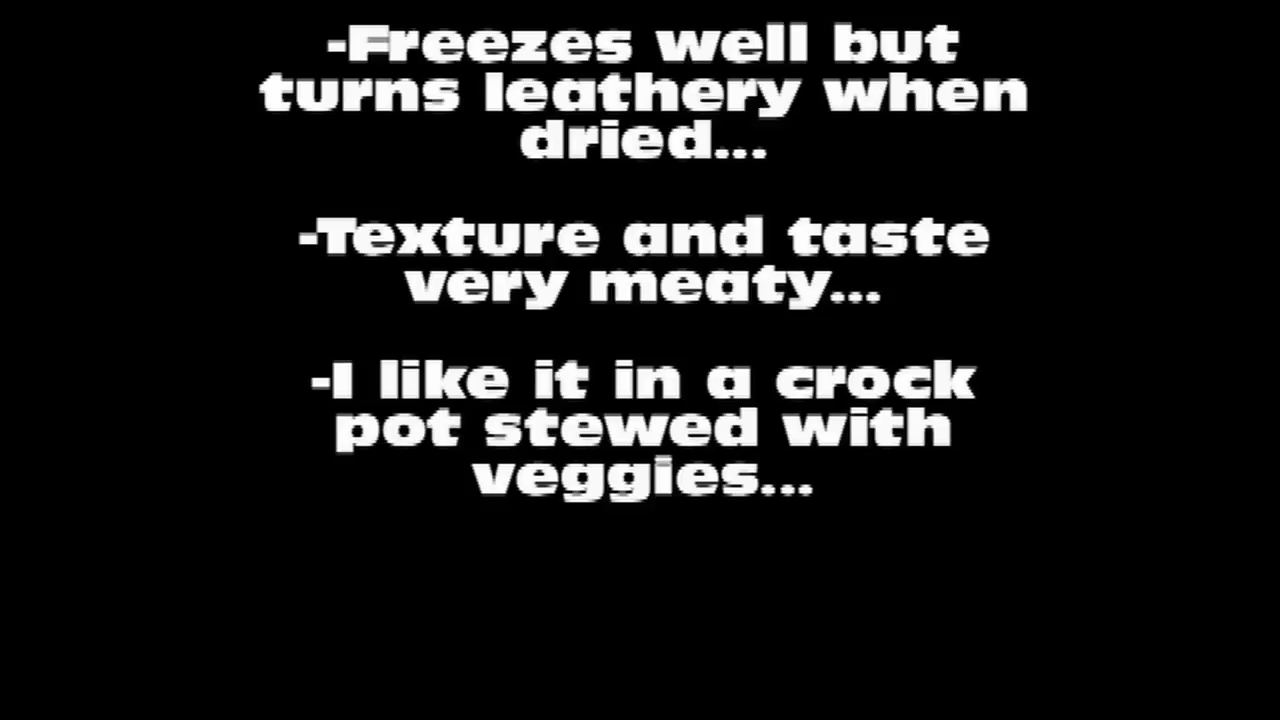 -Freezes well but
turns leathery when
dried...
-Texture and taste
very meaty...
-I like it in a crock
pot stewed with
veggies...